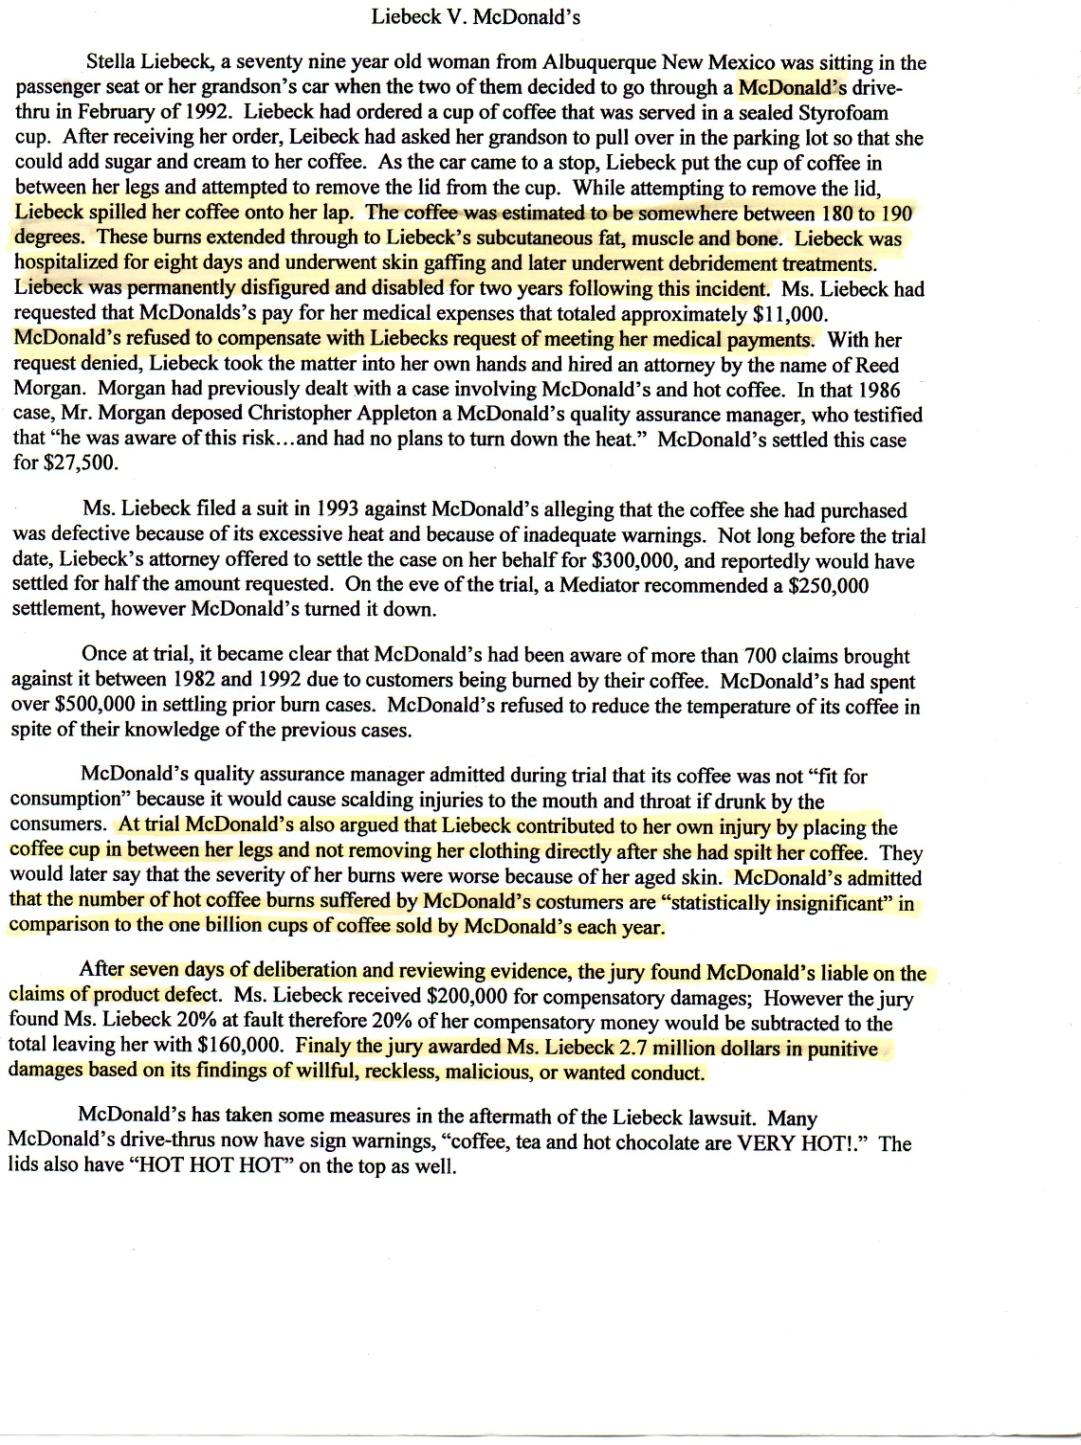 Liebeck V. McDonald's
Stella Liebeck, a seventy nine year old woman from Albuquerque New Mexico was sitting in the
passenger seat or her grandson's car when the two of them decided to go through a McDonald's drive-
thru in February of 1992. Liebeck had ordered a cup of coffee that was served in a sealed Styrofoam
cup. After receiving her order, Leibeck had asked her grandson to pull over in the parking lot so that she
could add sugar and cream to her coffee. As the car came to a stop, Liebeck put the cup of coffee in
between her legs and attempted to remove the lid from the cup. While attempting to remove the lid,
Liebeck spilled her coffee onto her lap. The coffee was estimated to be somewhere between 180 to 190
degrees. These burns extended through to Liebeck's subcutaneous fat, muscle and bone. Liebeck was
hospitalized for eight days and underwent skin gaffing and later underwent debridement treatments.
Liebeck was permanently disfigured and disabled for two years following this incident. Ms. Liebeck had
requested that McDonalds's pay for her medical expenses that totaled approximately $11,000.
McDonald's refused to compensate with Liebecks request of meeting her medical payments. With her
request denied, Liebeck took the matter into her own hands and hired an attorney by the name of Reed
Morgan. Morgan had previously dealt with a case involving McDonald's and hot coffee. In that 1986
case, Mr. Morgan deposed Christopher Appleton a McDonald's quality assurance manager, who testified
that "he was aware of this risk…and had no plans to turn down the heat." McDonald's settled this case
for $27,500.
Ms. Liebeck filed a suit in 1993 against McDonald's alleging that the coffee she had purchased
was defective because of its excessive heat and because of inadequate warnings. Not long before the trial
date, Liebeck's attorney offered to settle the case on her behalf for $300,000, and reportedly would have
settled for half the amount requested. On the eve of the trial, a Mediator recommended a $250,000
settlement, however McDonald's turned it down.
Once at trial, it became clear that McDonald's had been aware of more than 700 claims brought
against it between 1982 and 1992 due to customers being burned by their coffee. McDonald's had spent
over $500,000 in settling prior burn cases. McDonald's refused to reduce the temperature of its coffee in
spite of their knowledge of the previous cases.
McDonald's quality assurance manager admitted during trial that its coffee was not "fit for
consumption" because it would cause scalding injuries to the mouth and throat if drunk by the
consumers. At trial McDonald's also argued that Liebeck contributed to her own injury by placing the
coffee cup in between her legs and not removing her clothing directly after she had spilt her coffee. They
would later say that the severity of her burns were worse because of her aged skin. McDonald's admitted
that the number of hot coffee burns suffered by McDonald's costumers are "statistically insignificant" in
comparison to the one billion cups of coffee sold by McDonald's each year.
After seven days of deliberation and reviewing evidence, the jury found McDonald's liable on the
claims of product defect. Ms. Liebeck received $200,000 for compensatory damages; However the jury
found Ms. Liebeck 20% at fault therefore 20% of her compensatory money would be subtracted to the
total leaving her with $160,000. Finaly the jury awarded Ms. Liebeck 2.7 million dollars in punitive
damages based on its findings of willful, reckless, malicious, or wanted conduct.
McDonald's has taken some measures in the aftermath of the Liebeck lawsuit. Many
McDonald's drive-thrus now have sign warnings, "coffee, tea and hot chocolate are VERY HOT!." The
lids also have "HOT HOT HOT" on the top as well.